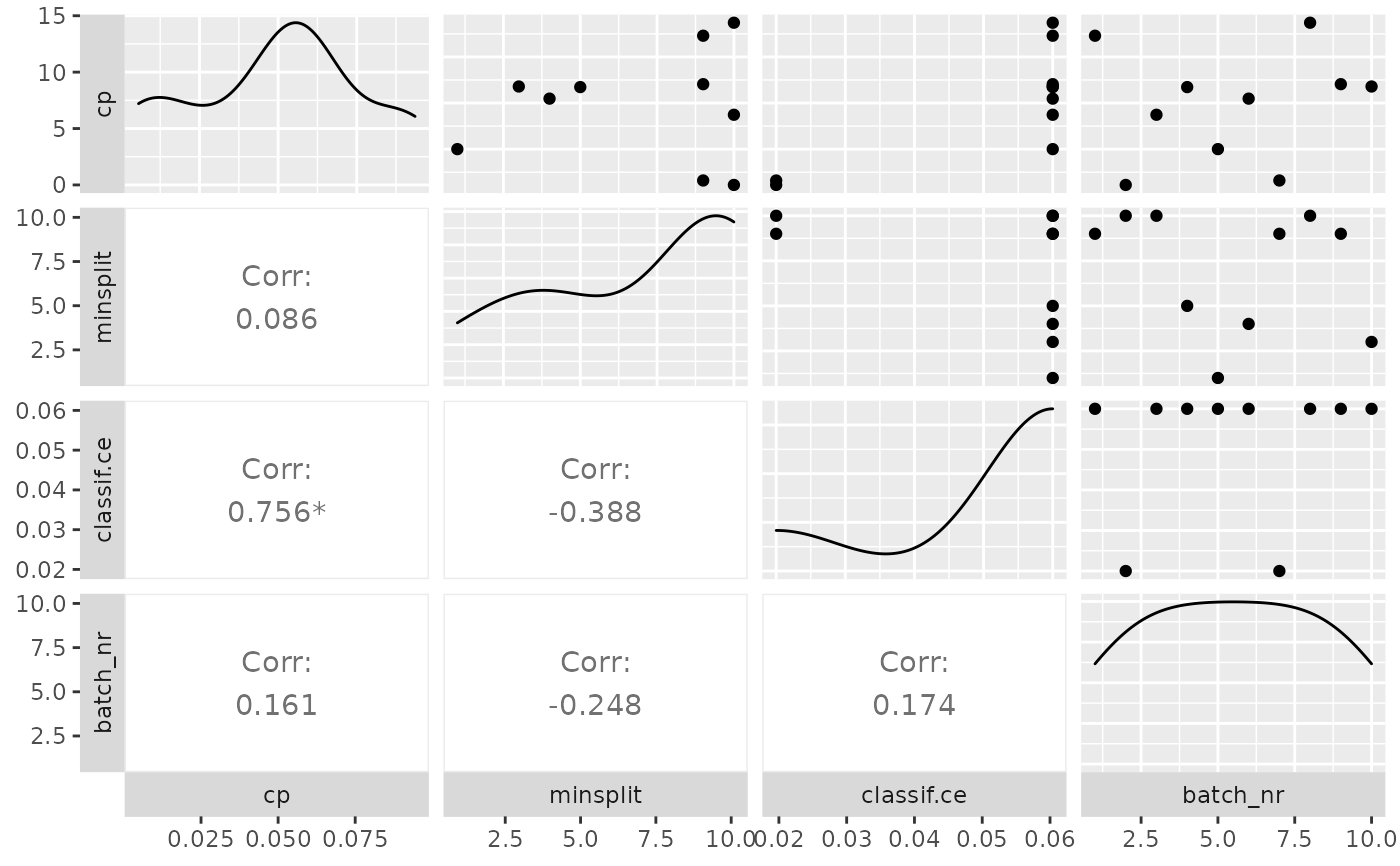 15
10
5
0
cp
10.0
7.5
5.0
2.5
minsplit
Corr:
0.086
0.06
0.05
0.04
0.03
0.02
classif.ce
Corr:
0.756*
Corr:
-0.388
10.0
7.5
5.0
2.5
batch_nr
Corr:
0.161
Corr:
-0.248
Corr:
0.174
cp
minsplit
classif.ce
batch_nr
0.025 0.050 0.075
2.5 5.0 7.5 10.0
0.02 0.03 0.04 0.05 0.06
2.5 5.0 7.5 10.0